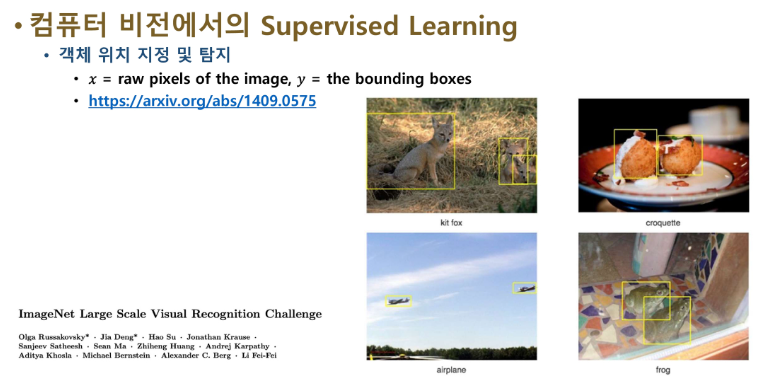 • 컴퓨터 비전에서의 Supervised Learning
• 객체 위치 지정 및 탐지
• x = raw pixels of the image, y = the bounding boxes
• https://arxiv.org/abs/1409.0575
kit fox
croquette
airplane
frog
ImageNet Large Scale Visual Recognition Challenge
Olga Russakovsky* · Jia Deng* · Hao Su · Jonathan Krause ·
Sanjeev Satheesh · Sean Ma · Zhiheng Huang · Andrej Karpathy ·
Aditya Khosla · Michael Bernstein · Alexander C. Berg · Li Fei-Fei